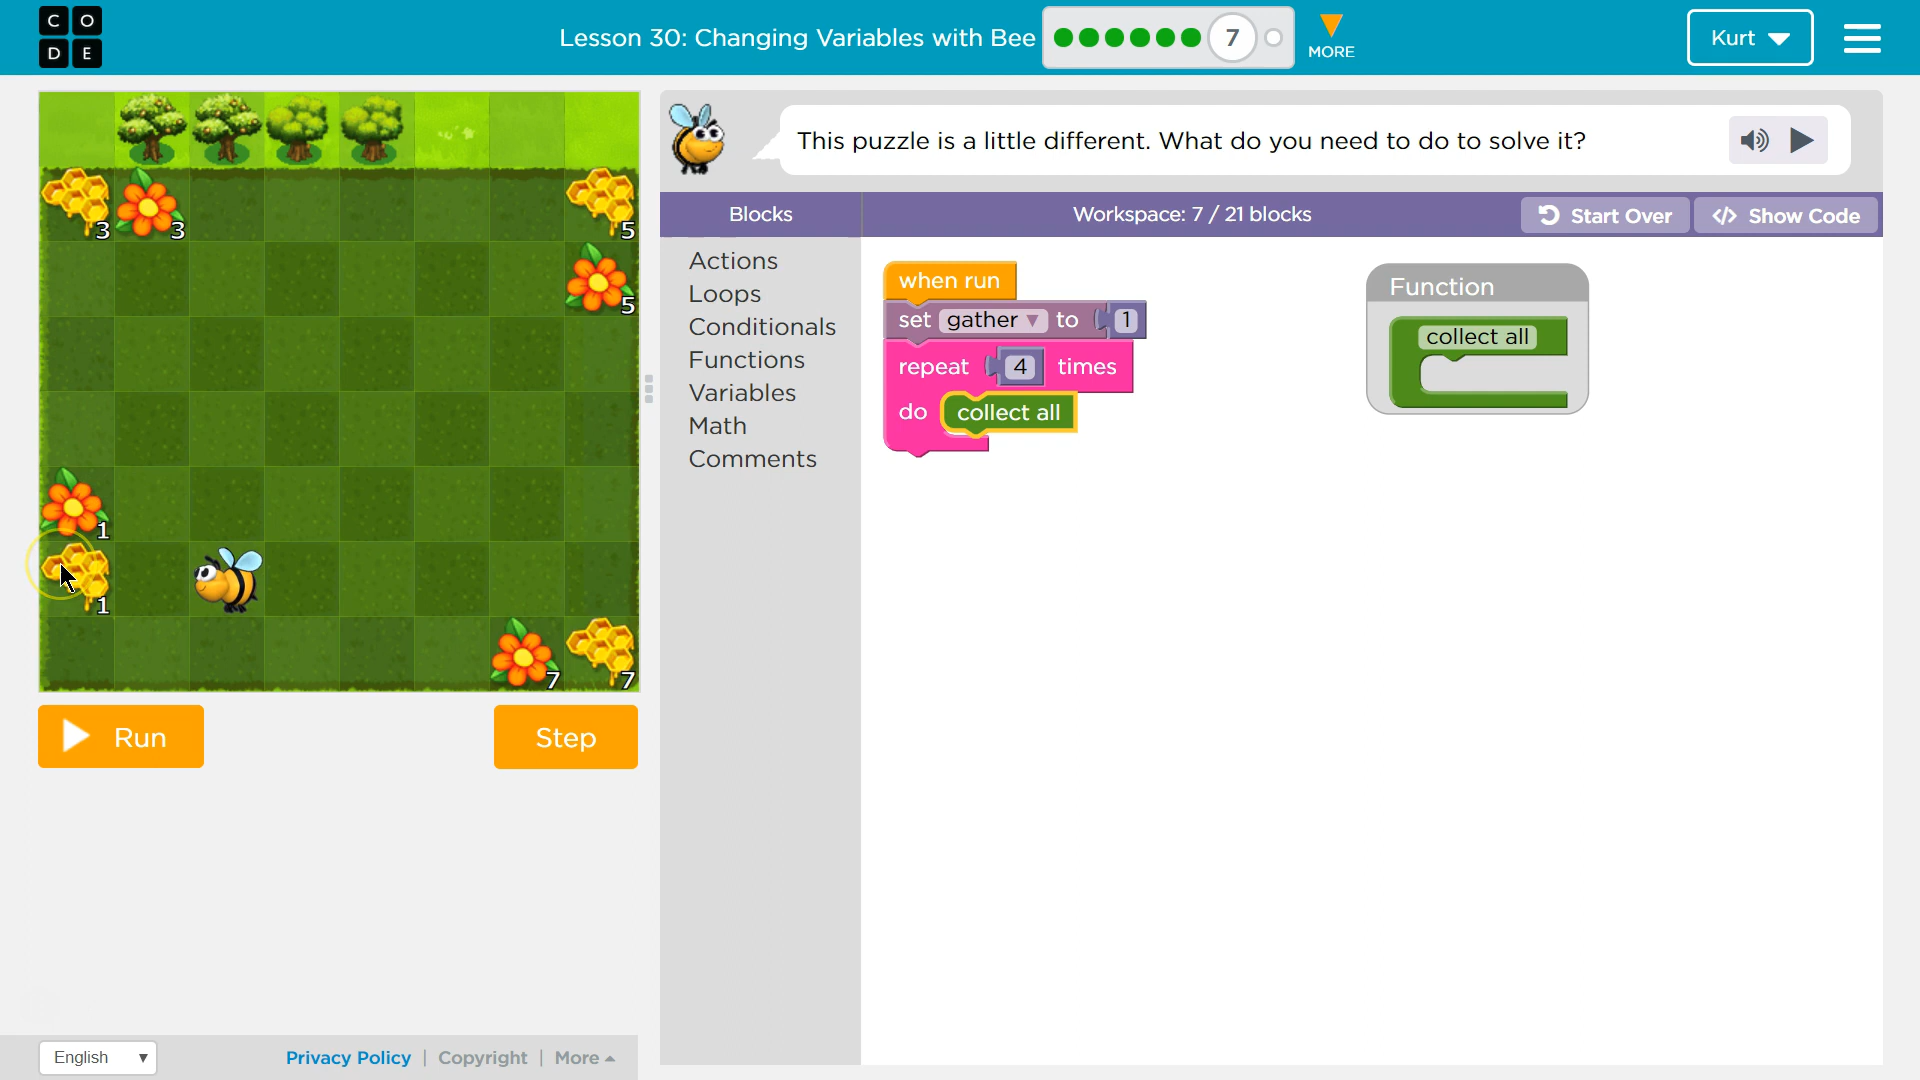 C O
D E
Lesson 30: Changing Variables with Bee
7
MORE
Kurt
This puzzle is a little different. What do you need to do to solve it?
Blocks
Workspace: 7 / 21 blocks
Start Over
</> Show Code
Actions
Loops
Conditionals
Functions
Variables
Math
Comments
when run
set gather to 1
repeat 4 times
do collect all
Function
collect all
3
3
5
5
1
1
7
7
Run
Step
English
Privacy Policy | Copyright | More